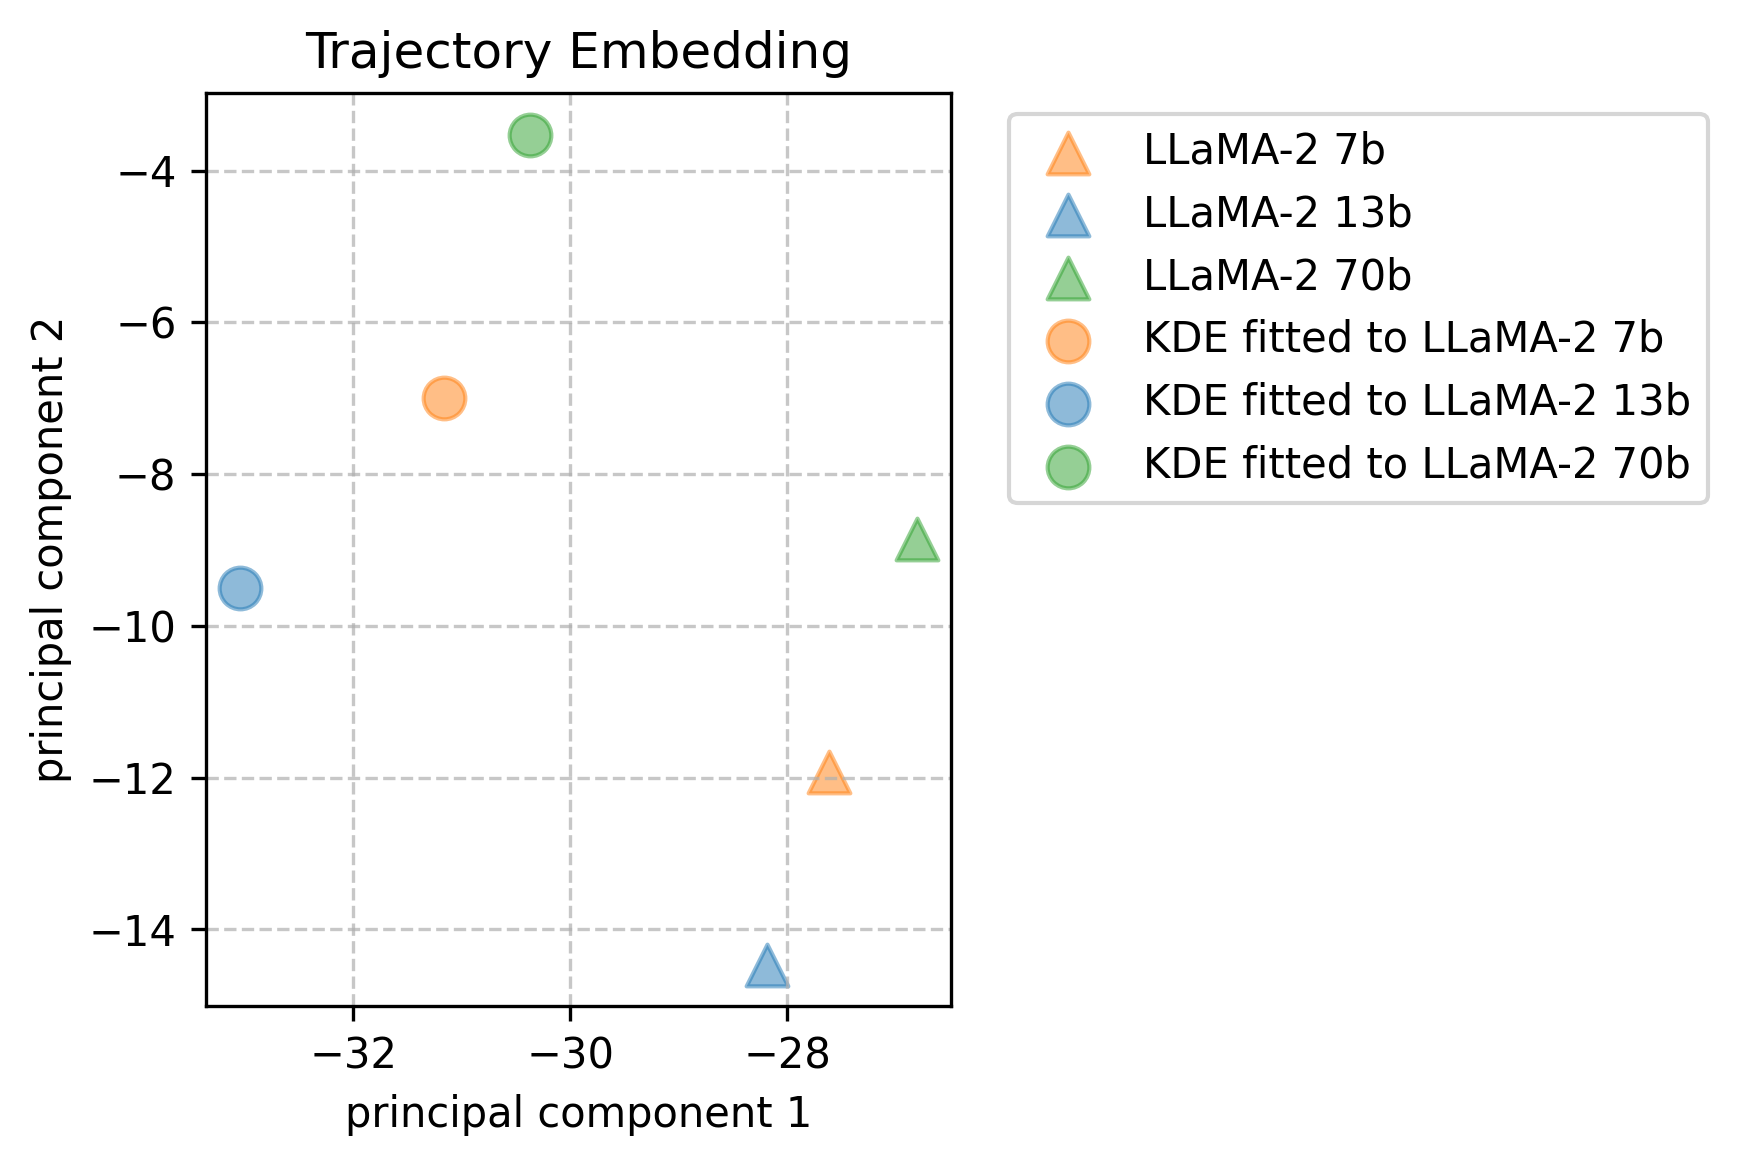 Trajectory Embedding
−4
−6
−8
−10
−12
−14
principal component 2
−32
−30
−28
principal component 1
LLaMA-2 7b
LLaMA-2 13b
LLaMA-2 70b
KDE fitted to LLaMA-2 7b
KDE fitted to LLaMA-2 13b
KDE fitted to LLaMA-2 70b